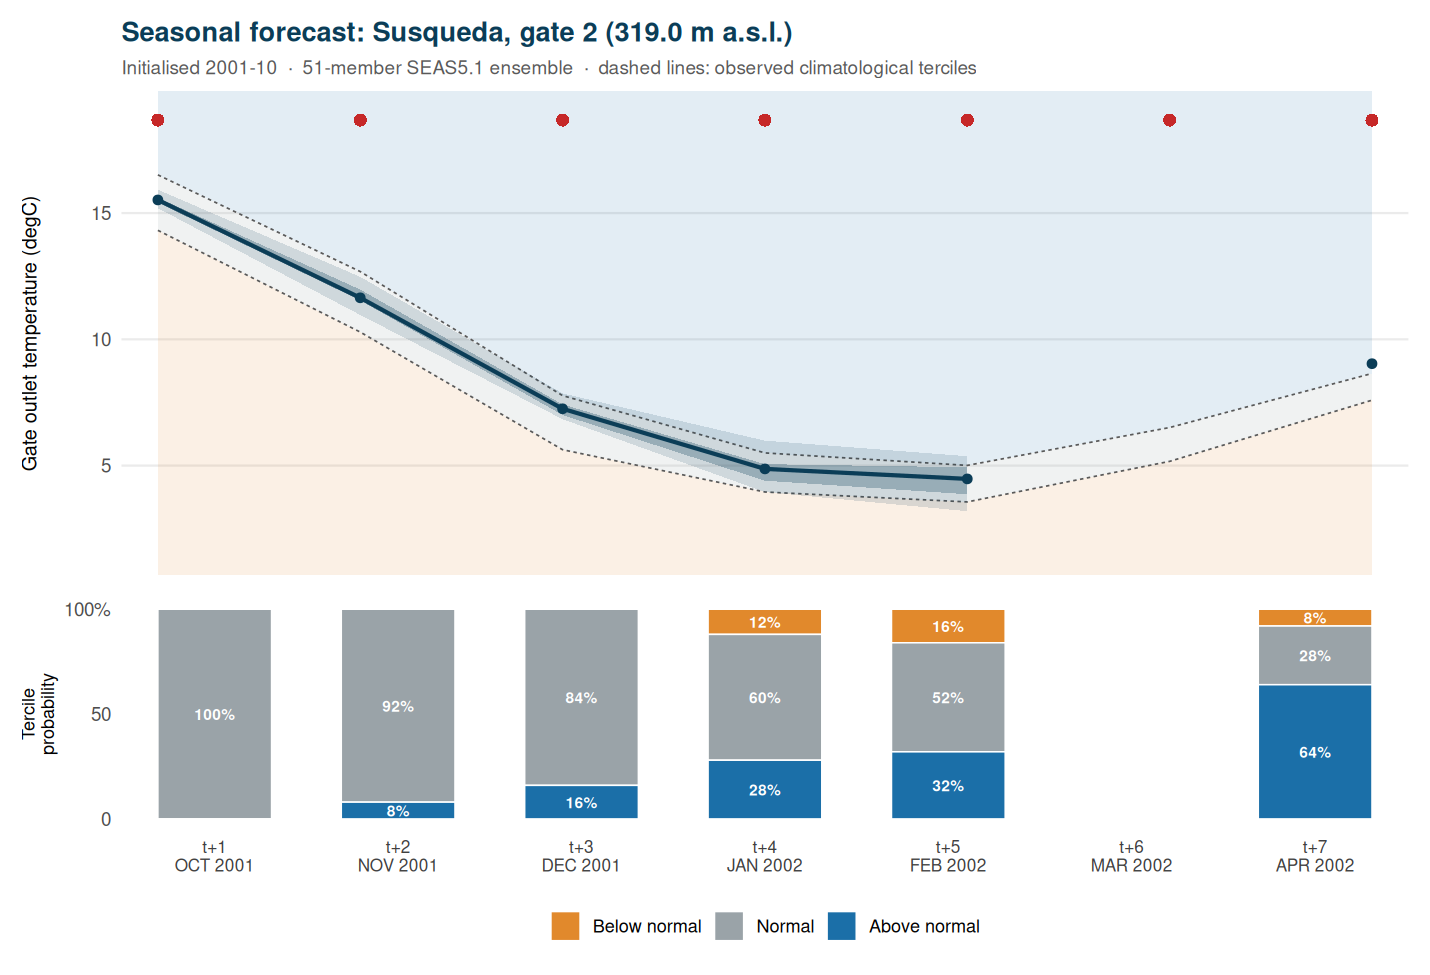 Seasonal forecast: Susqueda, gate 2 (319.0 m a.s.l.)
Initialised 2001-10 · 51-member SEAS5.1 ensemble · dashed lines: observed climatological terciles
Gate outlet temperature (degC)
15
10
5
Tercile
probability
100%
50
0
100%
92%
8%
84%
16%
12%
60%
28%
16%
52%
32%
8%
28%
64%
t+1
OCT 2001
t+2
NOV 2001
t+3
DEC 2001
t+4
JAN 2002
t+5
FEB 2002
t+6
MAR 2002
t+7
APR 2002
Below normal
Normal
Above normal